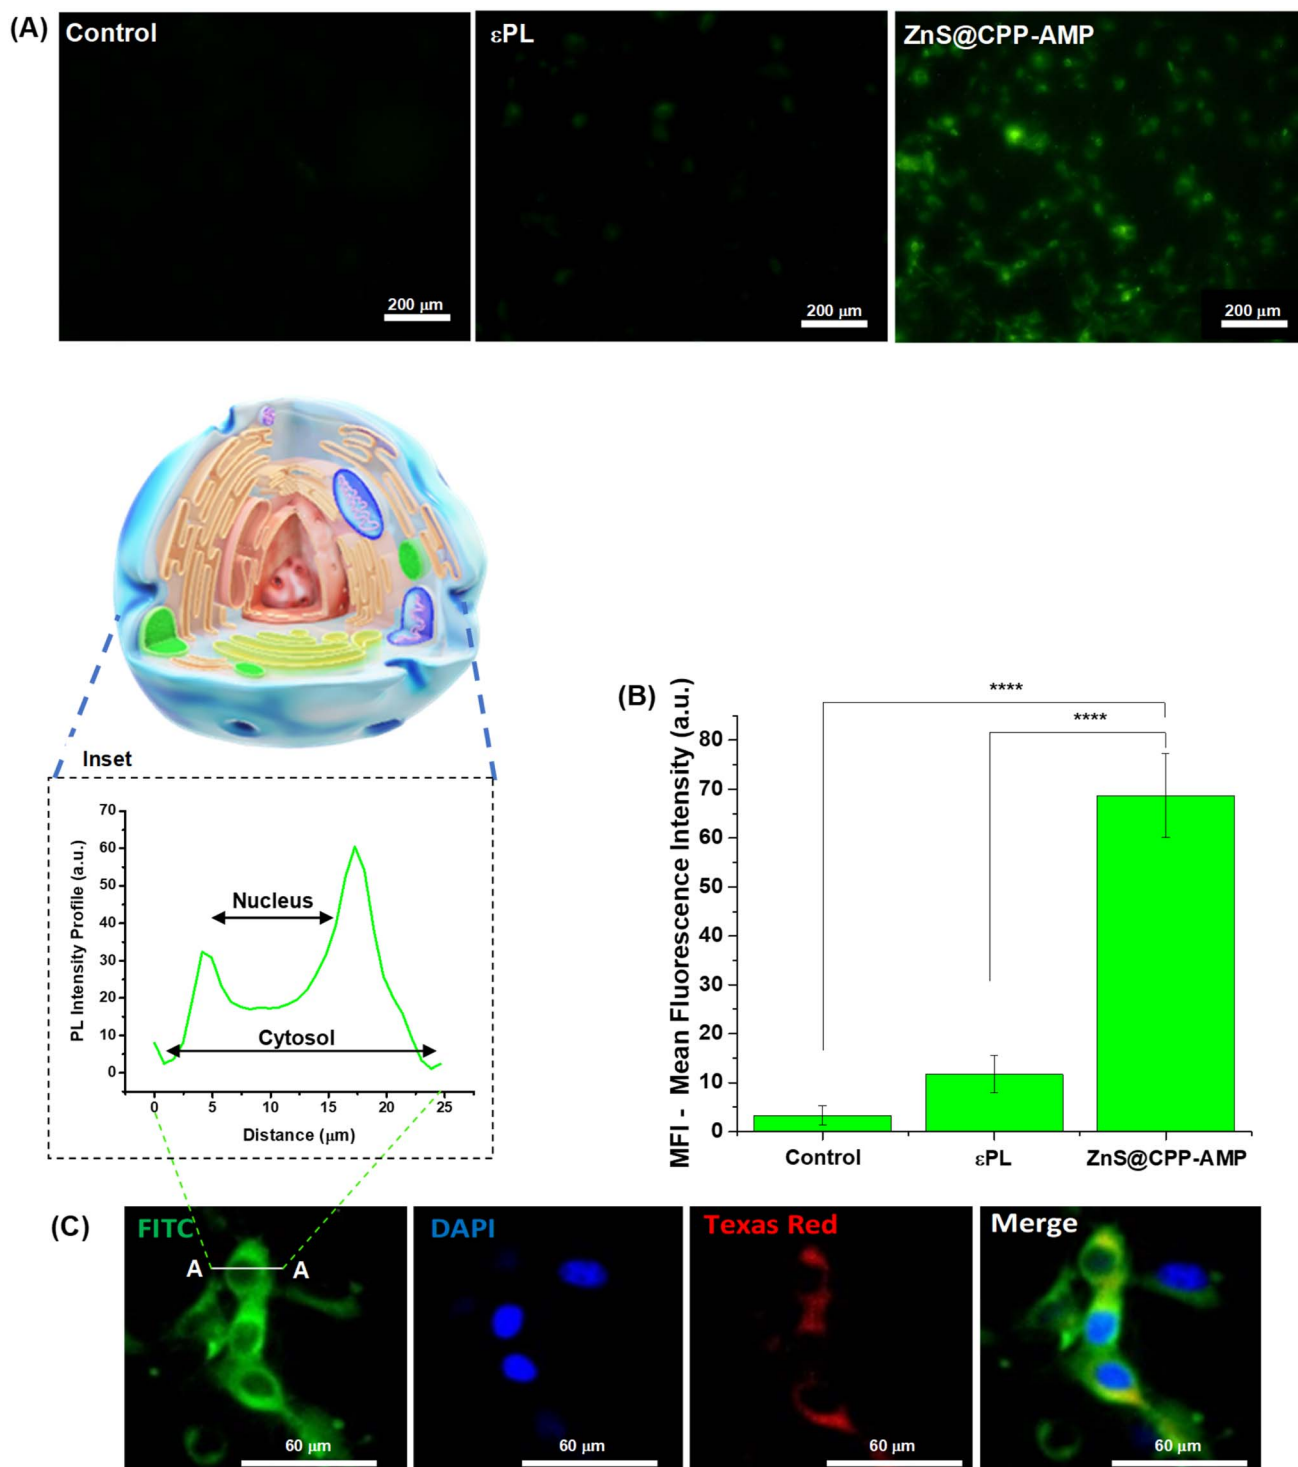 (A)
Control
εPL
ZnS@CPP-AMP
200 μm
200 μm
200 μm
Inset
70
60
50
40
30
20
10
0
PL Intensity Profile (a.u.)
Nucleus
Cytosol
0 5 10 15 20 25
Distance (μm)
(B)
MFI - Mean Fluorescence Intensity (a.u.)
****
****
80
70
60
50
40
30
20
10
0
Control εPL ZnS@CPP-AMP
(C)
FITC
A A
60 μm
DAPI
60 μm
Texas Red
60 μm
Merge
60 μm